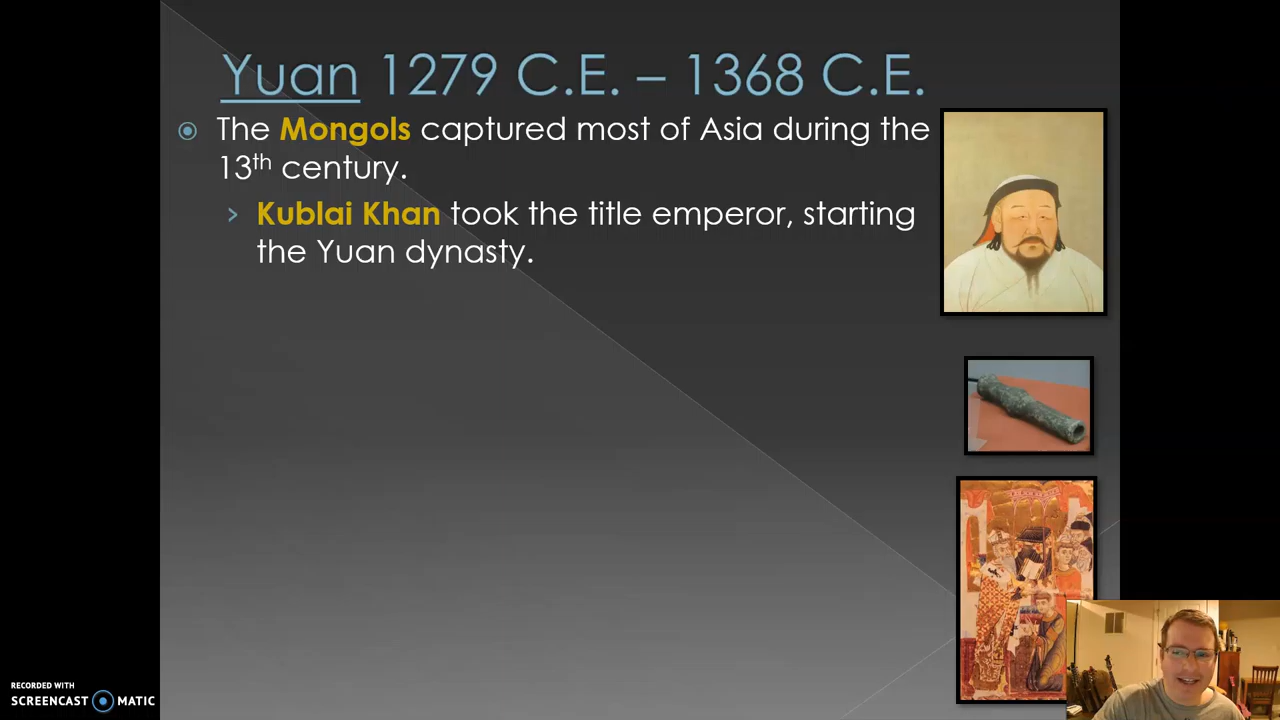 Yuan 1279 C.E. – 1368 C.E.
The Mongols captured most of Asia during the
13th century.
Kublai Khan took the title emperor, starting
the Yuan dynasty.
RECORDED WITH
SCREENCAST MATIC